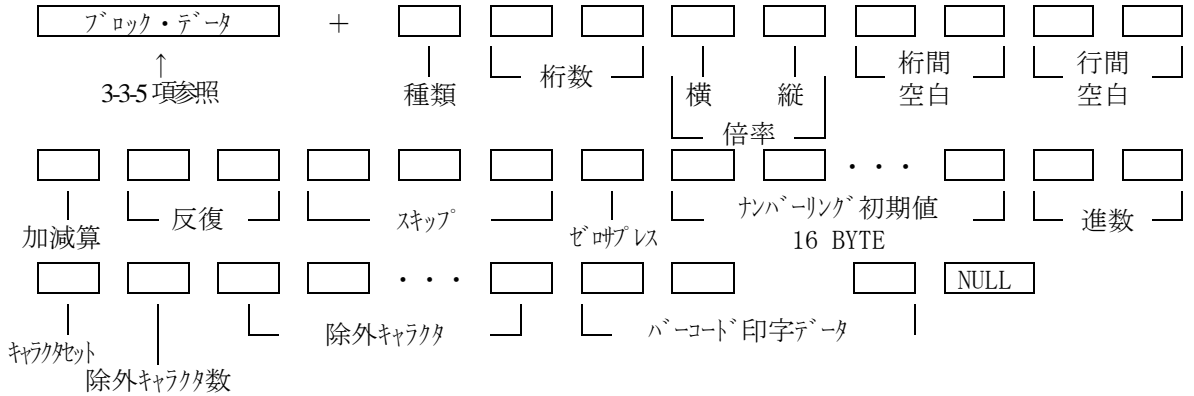 ブロック・データ ＋
↑
3-3-5 項参照
種類
桁数
横 縦
倍率
桁間
空白
行間
空白
・・・
加減算
反復
スキップ
ゼロサプレス
ナンバーリング初期値
16 BYTE
進数
・・・ NULL
キャラクタセット
除外キャラクタ数
除外キャラクタ
バーコード印字データ